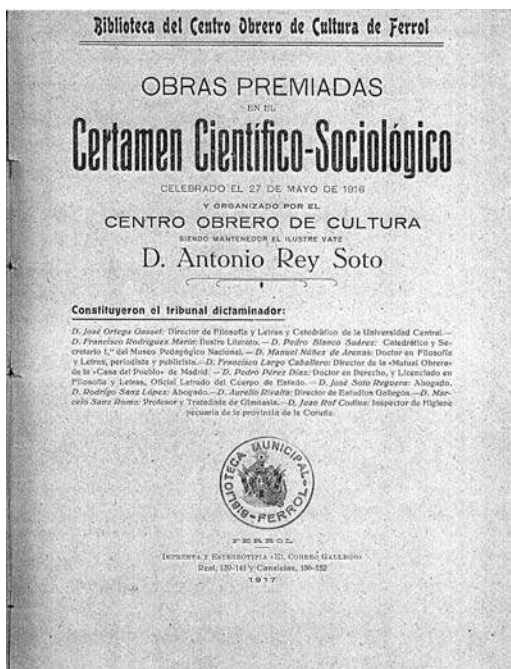 Biblioteca del Centro Obrero de Cultura de Ferrol
OBRAS PREMIADAS
EN EL
Certamen Científico-Sociológico
CELEBRADO EL 27 DE MAYO DE 1916
Y ORGANIZADO POR EL
CENTRO OBRERO DE CULTURA
SIENDO MANTENEDOR EL ILUSTRE VATE
D. Antonio Rey Soto
Constituyeron el tribunal dictaminador:
D. José Ortega Gasset: Director de Filosofía y Letras y Catedrático de la Universidad Central.—
D. Francisco Rodríguez Marín: Ilustre Literato. — D. Pedro Blanco Suárez: Catedrático y Se-
cretario 1.º del Museo Pedagógico Nacional. — D. Manuel Núñez de Arenas: Doctor en Filosofía
y Letras, periodista y publicista.—D. Francisco Largo Caballero: Director de la «Mutual Obrera»
de la «Casa del Pueblo» de Madrid. — D. Pedro Pérez Díaz: Doctor en Derecho, y Licenciado en
Filosofía y Letras, Oficial Letrado del Cuerpo de Estado. — D. José Soto Reguera: Abogado.
D. Rodrigo Sanz López: Abogado.—D. Aurelio Rivalta: Director de Estudios Gallegos.—D. Mar-
celo Sanz Romo: Profesor y Tratadista de Gimnasia.—D. Juan Rof Codina: Inspector de Higiene
pecuaria de la provincia de la Coruña.
BIBLIOTECA MUNICIPAL
FERROL
FERROL
IMPRENTA Y ESTEREOTIPIA «EL CORREO GALLEGO»
Real, 139-141 y Canalejas, 150-152
1917